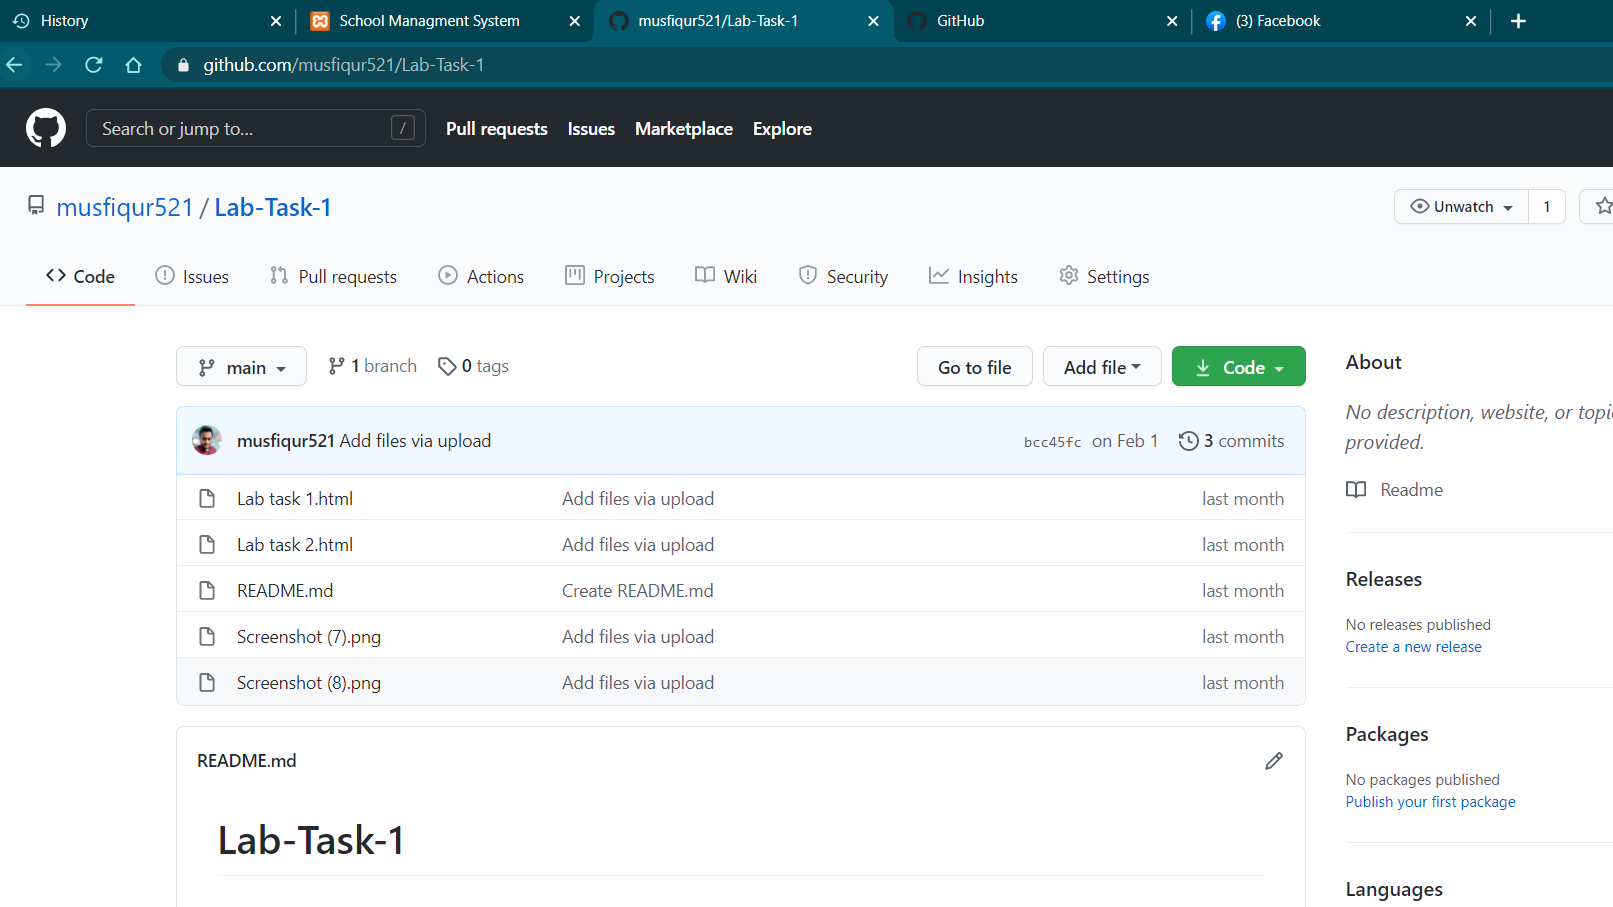 History
School Managment System
musfiqur521/Lab-Task-1
GitHub
(3) Facebook
github.com/musfiqur521/Lab-Task-1
Search or jump to...
/
Pull requests
Issues
Marketplace
Explore
musfiqur521 / Lab-Task-1
Unwatch
1
Code
Issues
Pull requests
Actions
Projects
Wiki
Security
Insights
Settings
main
1 branch
0 tags
Go to file
Add file
Code
musfiqur521 Add files via upload
bcc45fc on Feb 1
3 commits
Lab task 1.html Add files via upload last month
Lab task 2.html Add files via upload last month
README.md Create README.md last month
Screenshot (7).png Add files via upload last month
Screenshot (8).png Add files via upload last month
README.md
Lab-Task-1
About
No description, website, or
provided.
Readme
Releases
No releases published
Create a new release
Packages
No packages published
Publish your first package
Languages